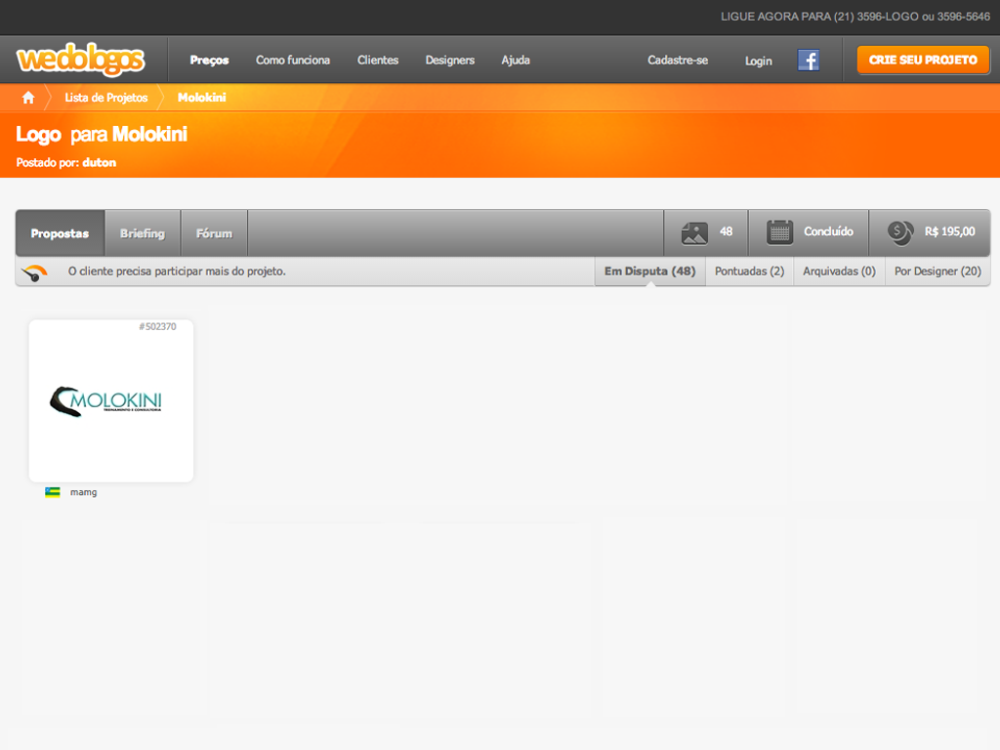 LIGUE AGORA PARA (21) 3596-LOGO ou 3596-5646
wedologos
Preços Como funciona Clientes Designers Ajuda Cadastre-se Login f CRIE SEU PROJETO
Lista de Projetos Molokini
Logo para Molokini
Postado por: duton
Propostas Briefing Fórum 48 Concluído R$ 195,00
O cliente precisa participar mais do projeto. Em Disputa (48) Pontuadas (2) Arquivadas (0) Por Designer (20)
#502370
MOLOKINI
TREINAMENTO E CONSULTORIA
mamg